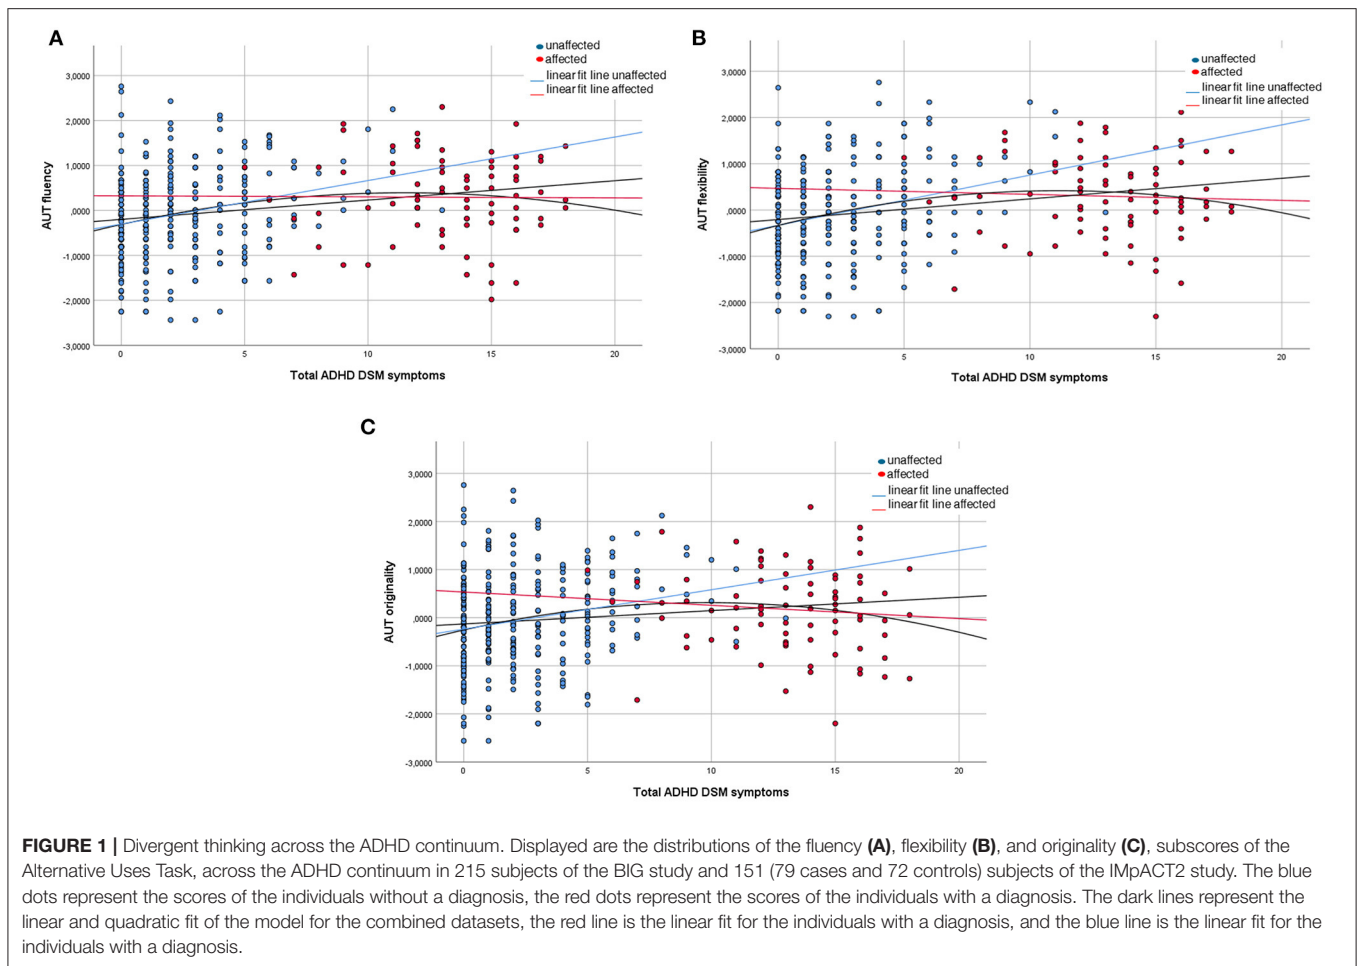 A
unaffected
affected
linear fit line unaffected
linear fit line affected
3,0000
2,0000
1,0000
,0000
-1,0000
-2,0000
-3,0000
AUT fluency
0
5
10
15
20
Total ADHD DSM symptoms
B
unaffected
affected
linear fit line unaffected
linear fit line affected
3,0000
2,0000
1,0000
,0000
-1,0000
-2,0000
-3,0000
AUT flexibility
0
5
10
15
20
Total ADHD DSM symptoms
C
unaffected
affected
linear fit line unaffected
linear fit line affected
3,0000
2,0000
1,0000
,0000
-1,0000
-2,0000
-3,0000
AUT originality
0
5
10
15
20
Total ADHD DSM symptoms
FIGURE 1 | Divergent thinking across the ADHD continuum. Displayed are the distributions of the fluency (A), flexibility (B), and originality (C), subscores of the
Alternative Uses Task, across the ADHD continuum in 215 subjects of the BIG study and 151 (79 cases and 72 controls) subjects of the IMpACT2 study. The blue
dots represent the scores of the individuals without a diagnosis, the red dots represent the scores of the individuals with a diagnosis. The dark lines represent the
linear and quadratic fit of the model for the combined datasets, the red line is the linear fit for the individuals with a diagnosis, and the blue line is the linear fit for the
individuals with a diagnosis.